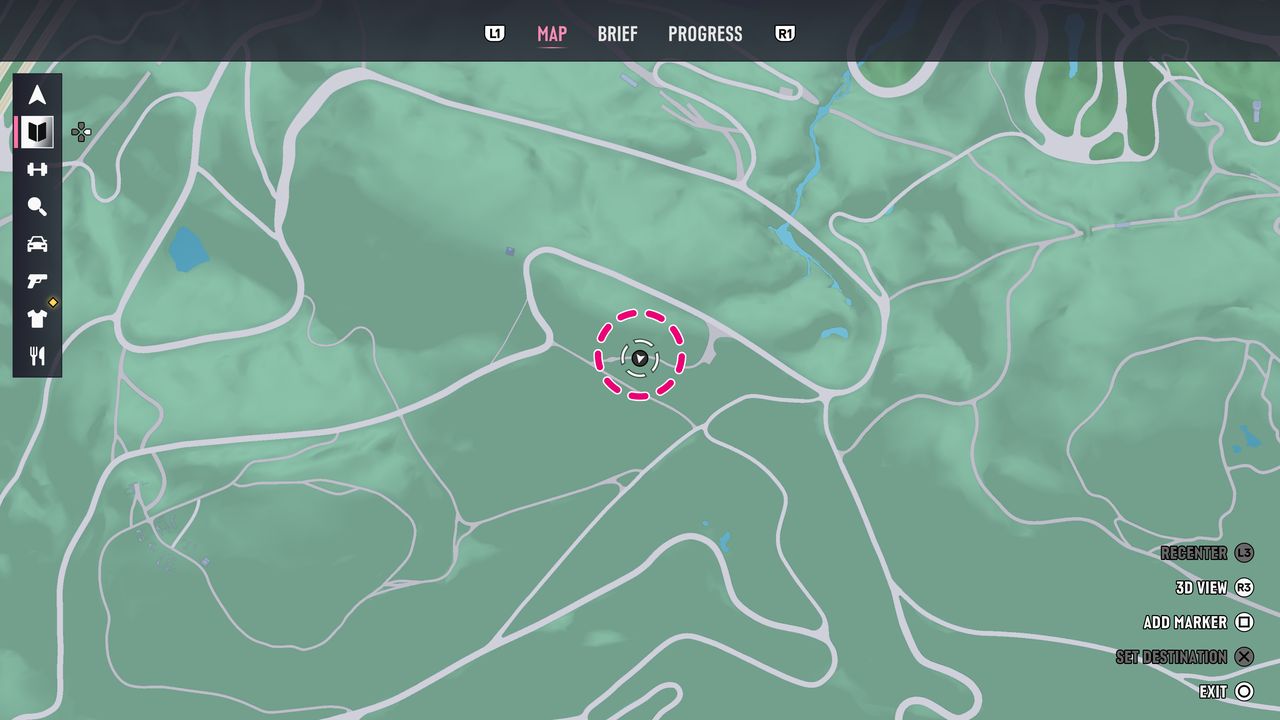 L1 MAP BRIEF PROGRESS R1
RECENTER L3
3D VIEW R3
ADD MARKER
SET DESTINATION
EXIT